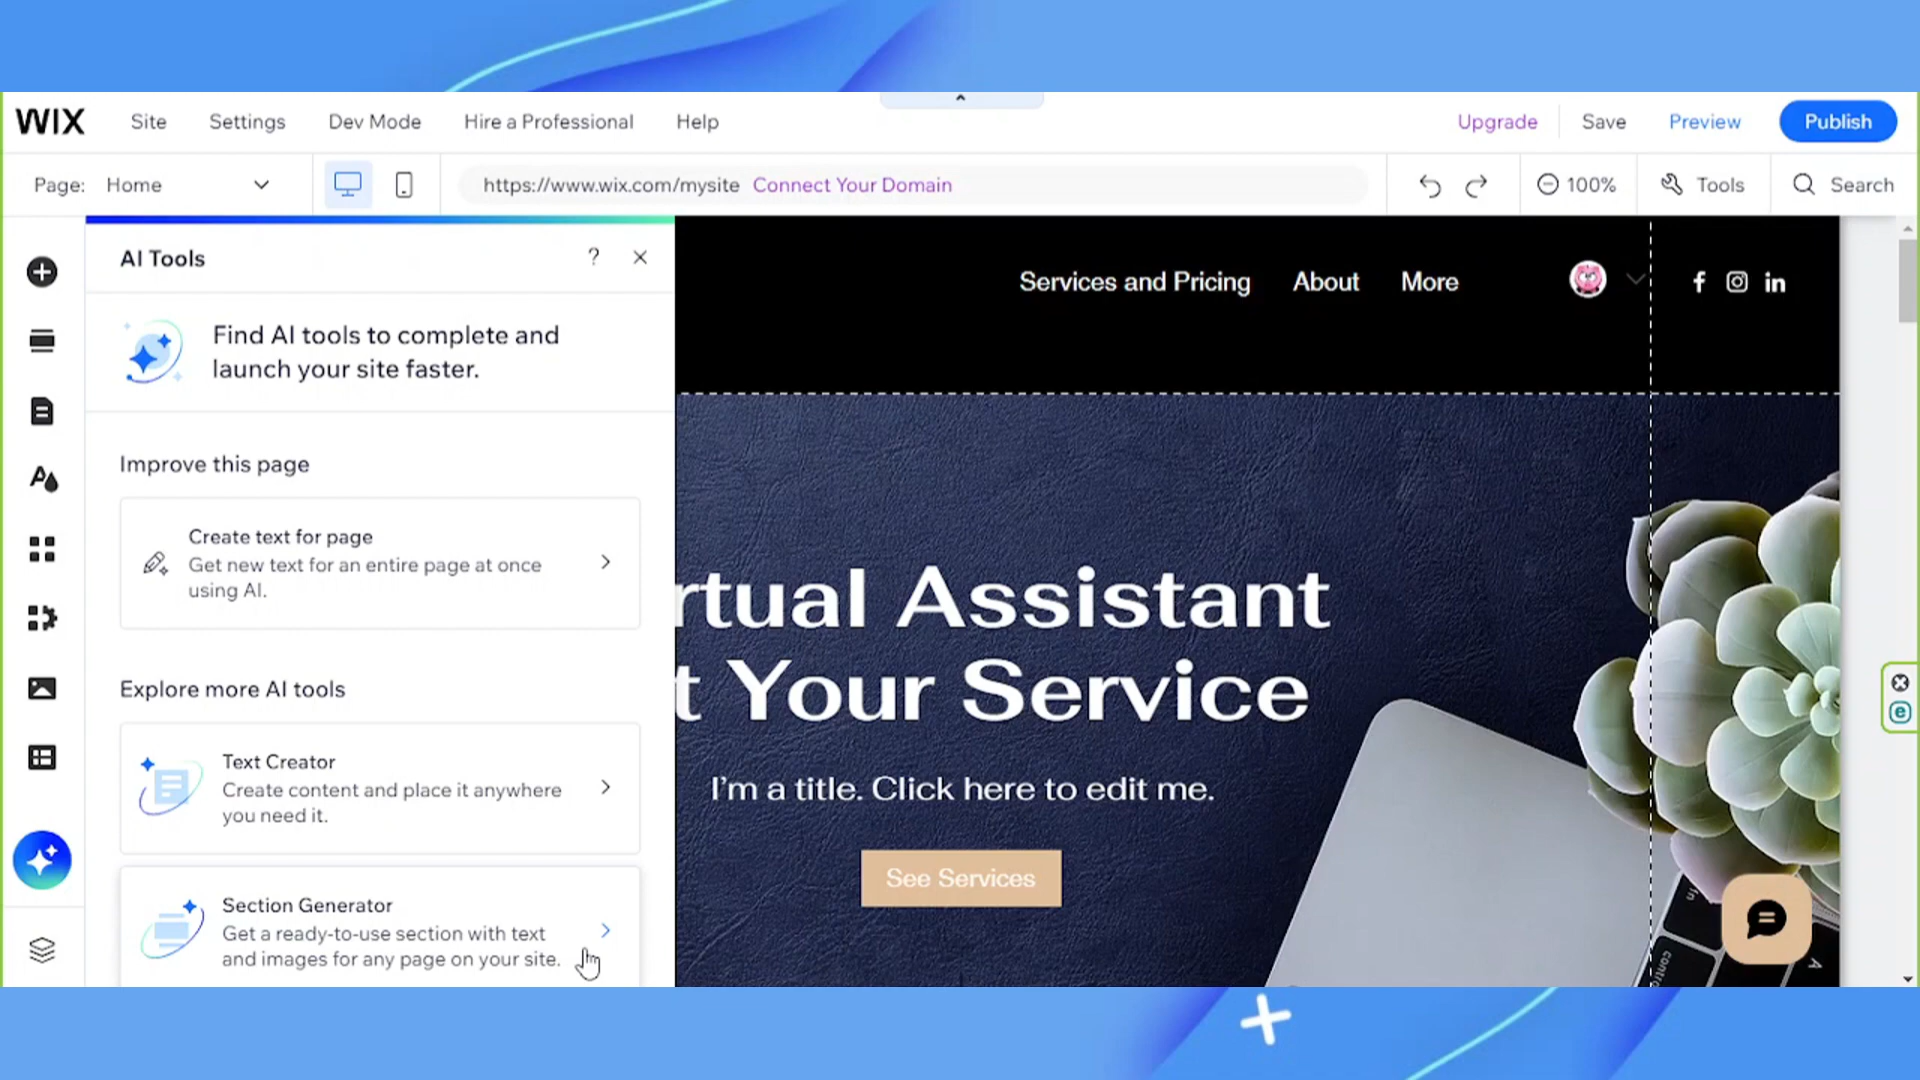 WIX Site Settings Dev Mode Hire a Professional Help Upgrade Save Preview Publish
Page: Home https://www.wix.com/mysite Connect Your Domain 100% Tools Search
AI Tools ?
Find AI tools to complete and
launch your site faster.
Improve this page
Create text for page
Get new text for an entire page at once
using AI.
Explore more AI tools
Text Creator
Create content and place it anywhere
you need it.
Section Generator
Get a ready-to-use section with text
and images for any page on your site.
Services and Pricing About More
rtual Assistant
t Your Service
I'm a title. Click here to edit me.
See Services
fn
control
A